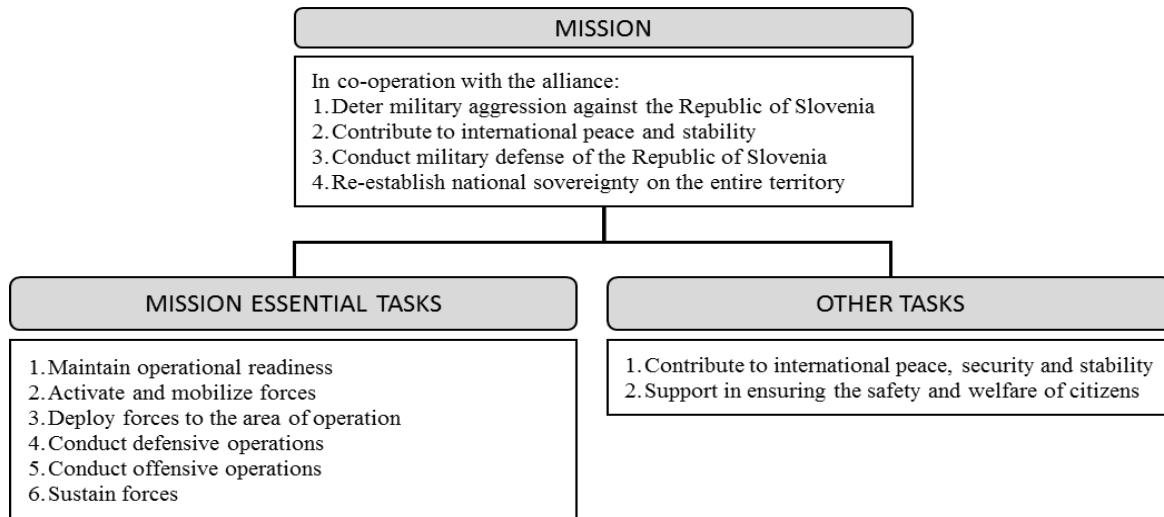 MISSION
In co-operation with the alliance:
1.Deter military aggression against the Republic of Slovenia
2.Contribute to international peace and stability
3.Conduct military defense of the Republic of Slovenia
4.Re-establish national sovereignty on the entire territory
MISSION ESSENTIAL TASKS
1.Maintain operational readiness
2.Activate and mobilize forces
3.Deploy forces to the area of operation
4.Conduct defensive operations
5.Conduct offensive operations
6.Sustain forces
OTHER TASKS
1.Contribute to international peace, security and stability
2.Support in ensuring the safety and welfare of citizens